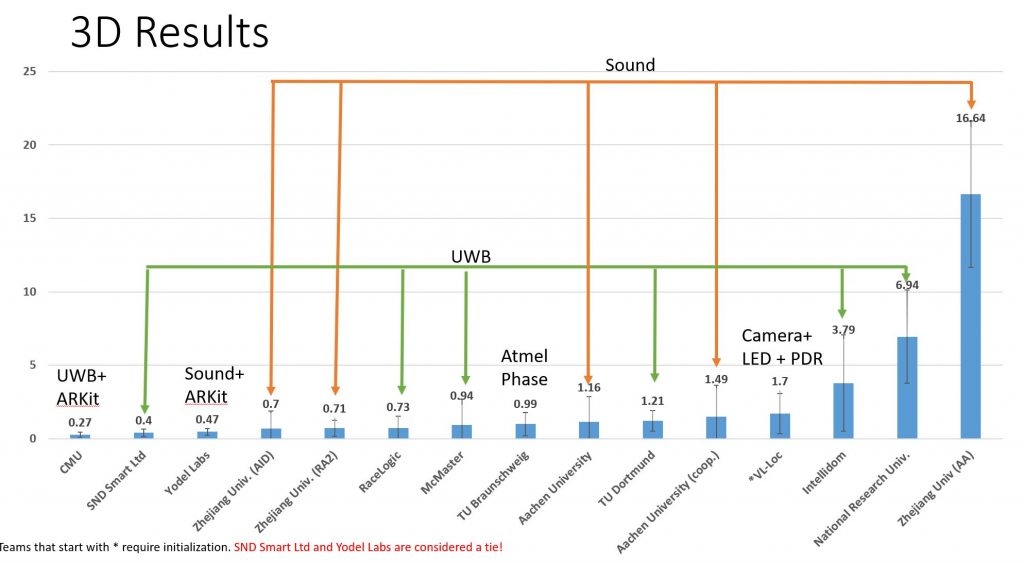 3D Results
25
20
15
10
5
0
Sound
16.64
UWB
6.94
3.79
Camera+
LED + PDR
1.7
Atmel
Phase
UWB+
ARKit
Sound+
ARKit
0.27
0.4
0.47
0.7
0.71
0.73
0.94
0.99
1.16
1.21
1.49
CMU
SND Smart Ltd
Yodel Labs
Zhejiang Univ. (AID)
Zhejiang Univ. (RA2)
RaceLogic
McMaster
TU Braunschweig
Aachen University
TU Dortmund
Aachen University (coop.)
*VL-Loc
Intellidom
National Research Univ.
Zhejiang Univ (AA)
Teams that start with * require initialization. SND Smart Ltd and Yodel Labs are considered a tie!